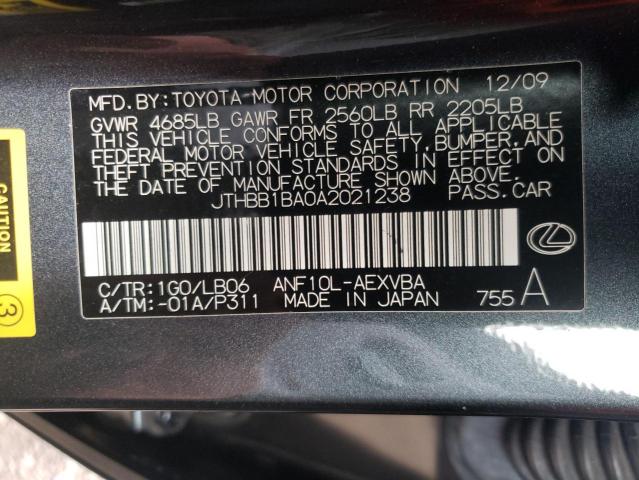 MFD.BY:TOYOTA MOTOR CORPORATION 12/09
GVWR 4685LB GAWR FR 2560LB RR 2205LB
THIS VEHICLE CONFORMS TO ALL APPLICABLE
FEDERAL MOTOR VEHICLE SAFETY,BUMPER,AND
THEFT PREVENTION STANDARDS IN EFFECT ON
THE DATE OF MANUFACTURE SHOWN ABOVE.
JTHBB1BA0A2021238 PASS.CAR
C/TR:1G0/LB06 ANF10L-AEXVBA
A/TM:-01A/P311 MADE IN JAPAN 755 A
CAUTION
3